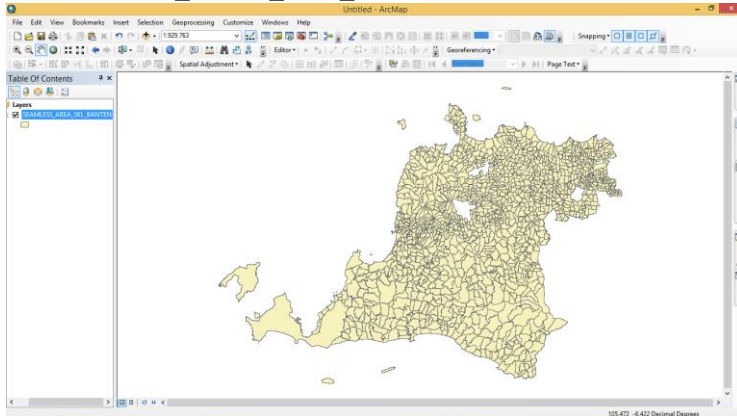 Untitled - ArcMap
File Edit View Bookmarks Insert Selection Geoprocessing Customize Windows Help
1:929.763
Editor
Georeferencing
Snapping
Spatial Adjustment
Page Text
Table Of Contents
Layers
SEAMLESS_AREA_SKL_BANTEN
105.472 -6.422 Decimal Degrees